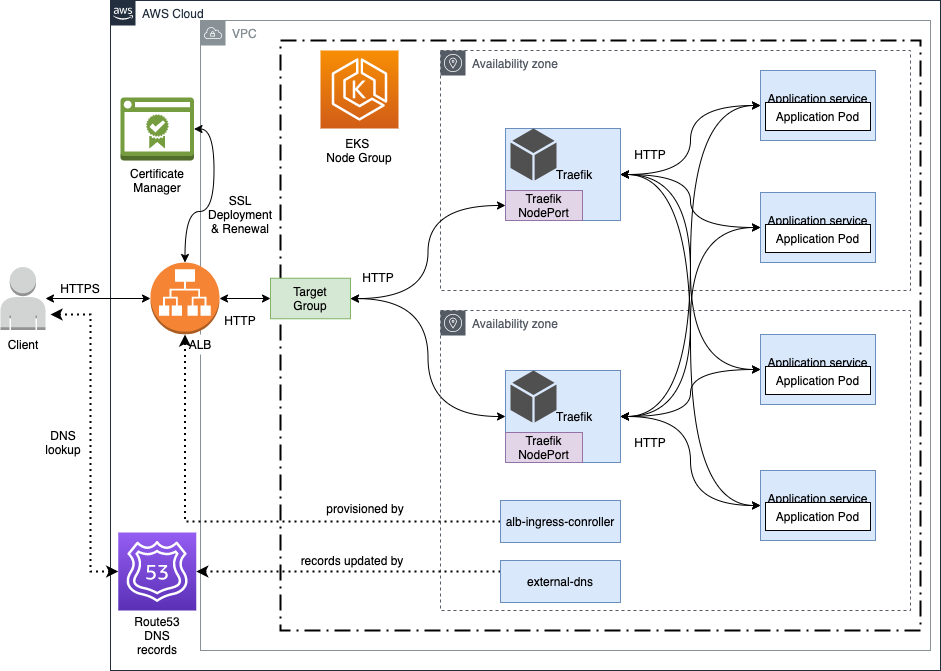 aws
AWS Cloud
VPC
EKS
Node Group
Availability zone
Application service
Application Pod
HTTP
Traefik
Traefik
NodePort
Application service
Application Pod
Certificate
Manager
SSL
Deployment
& Renewal
HTTPS
HTTP
Target
Group
HTTP
Client
ALB
Availability zone
Application service
Application Pod
Traefik
Traefik
NodePort
HTTP
DNS
lookup
Application service
Application Pod
provisioned by
alb-ingress-conroller
records updated by
external-dns
53
Route53
DNS
records